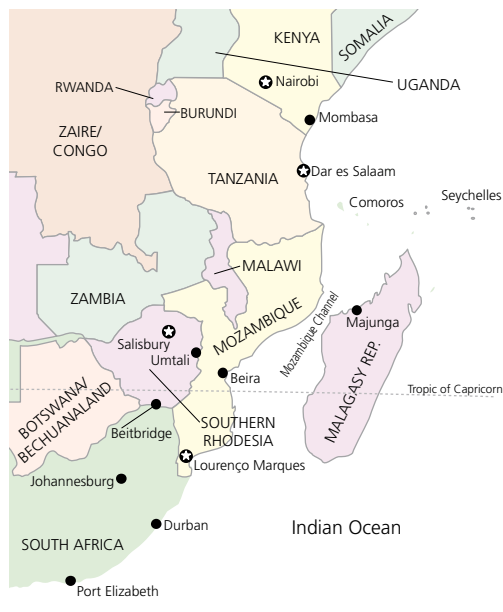 KENYA
SOMALIA
UGANDA
RWANDA
Nairobi
BURUNDI
Mombasa
ZAIRE/
CONGO
TANZANIA
Dar es Salaam
Comoros
Seychelles
MALAWI
ZAMBIA
MOZAMBIQUE
Mozambique Channel
Majunga
Salisbury
Umtali
Beira
MALAGASY REP.
Tropic of Capricorn
BOTSWANA/
BECHUANALAND
Beitbridge
SOUTHERN
RHODESIA
Lourenço Marques
Johannesburg
Durban
Indian Ocean
SOUTH AFRICA
Port Elizabeth